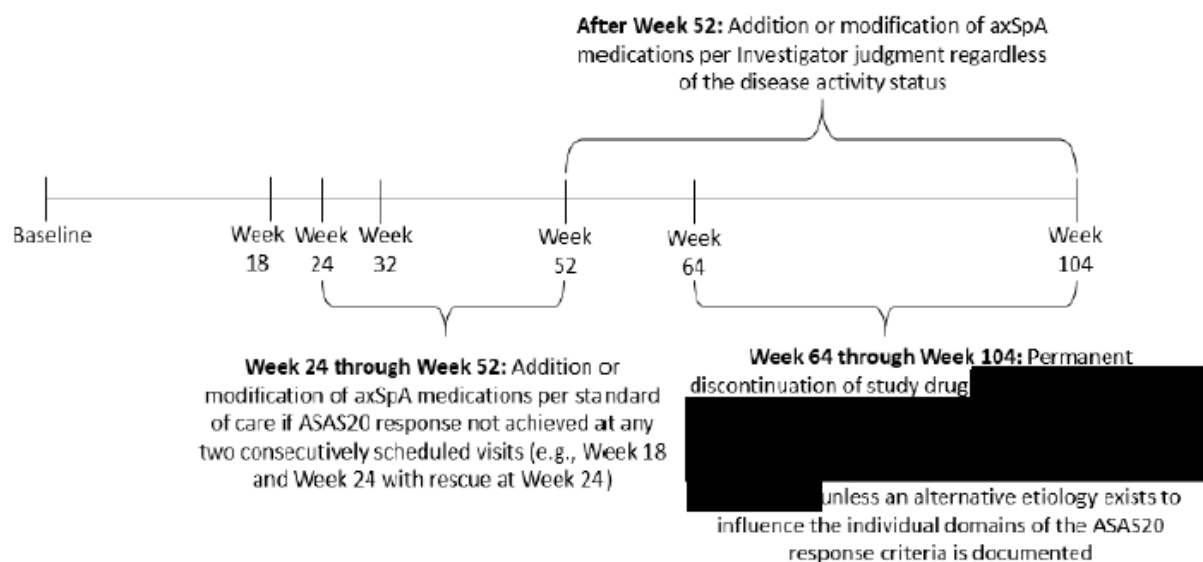 After Week 52: Addition or modification of axSpA
medications per Investigator judgment regardless
of the disease activity status
Baseline
Week 18
Week 24
Week 32
Week 52
Week 64
Week 104
Week 24 through Week 52: Addition or
modification of axSpA medications per standard
of care if ASAS20 response not achieved at any
two consecutively scheduled visits (e.g., Week 18
and Week 24 with rescue at Week 24)
Week 64 through Week 104: Permanent
discontinuation of study drug
unless an alternative etiology exists to
influence the individual domains of the ASAS20
response criteria is documented